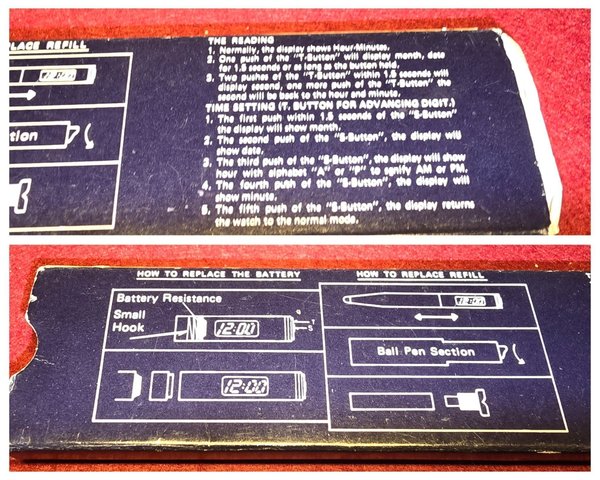 PLACE REFILL
12:00
tion
THE READING
1. Normally, the display shows Hour-Minutes.
2. One push of the "T-Button" will display month, date
for 1.5 seconds or as long as the button held.
3. Two pushes of the "T-Button" within 1.5 seconds will
display second, one more push of "T-Button" the
second will be back to the hour and minute.
TIME SETTING (T. BUTTON FOR ADVANCING DIGIT.)
1. The first push within 1.5 seconds of the "S-Button"
the display will show month.
2. The second push of the "S-Button", the display will
show date.
3. The third push of the "S-Button", the display will show
hour with alphabet "A" or "P" to signify AM or PM.
4. The fourth push of the "S-Button", the display will
show minute.
5. The fifth push of the "S-Button", the display returns
the watch to the normal mode.
HOW TO REPLACE THE BATTERY
Battery Resistance
Small
Hook
12:00
T
S
12:00
HOW TO REPLACE REFILL
12:00
Ball Pen Section